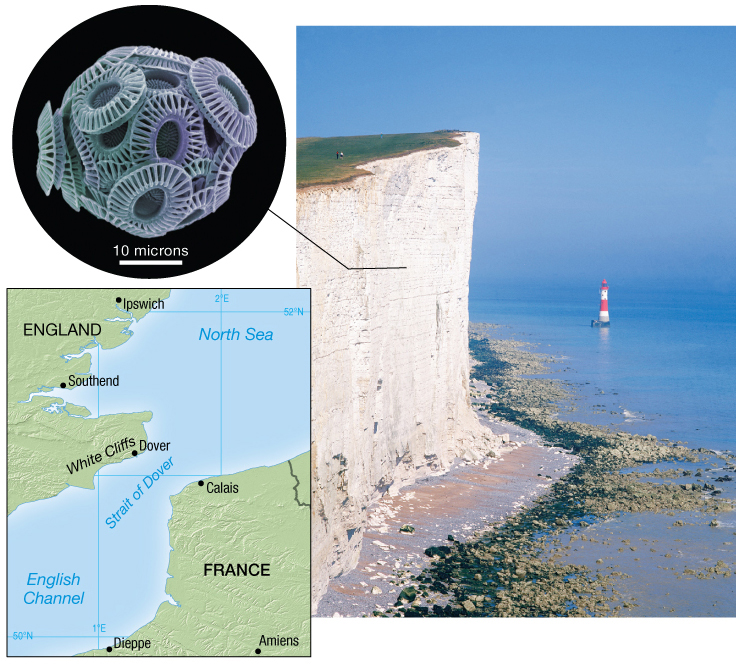 10 microns
Ipswich
2°E
52°N
ENGLAND
North Sea
Southend
White Cliffs
Dover
Strait of Dover
Calais
FRANCE
English
Channel
50°N
1°E
Dieppe
Amiens